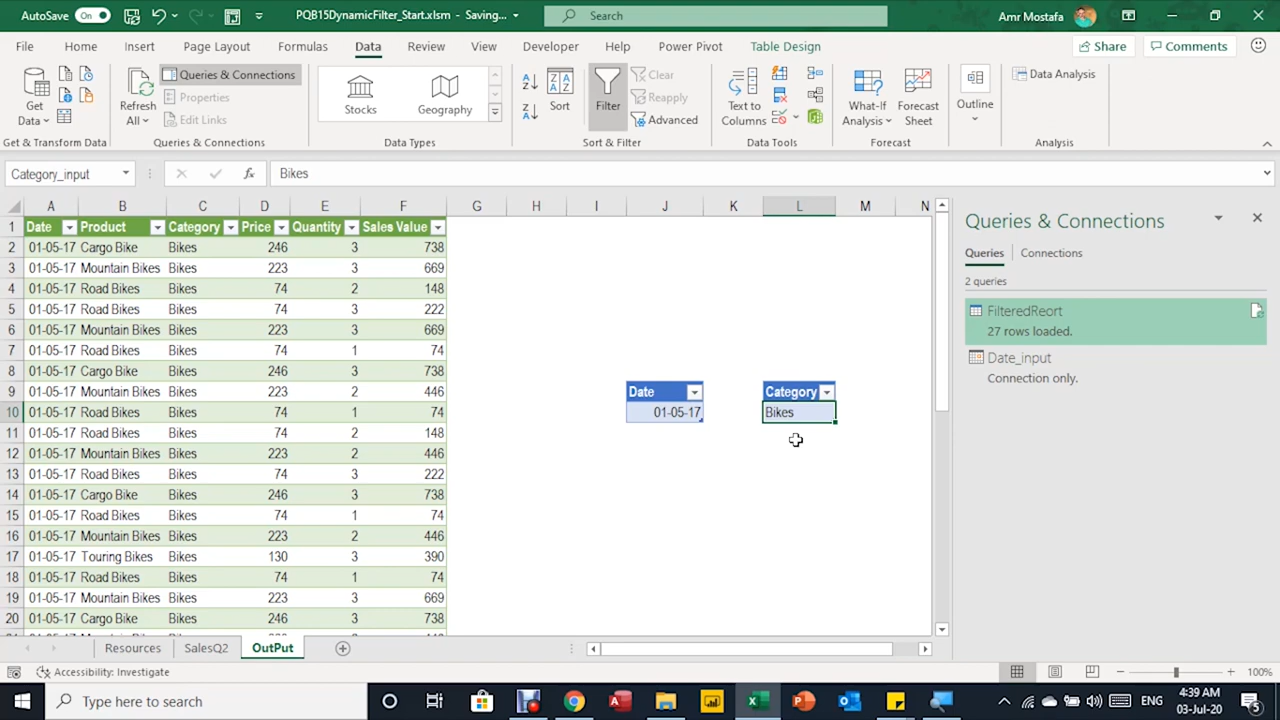 AutoSave On PQB15DynamicFilter_Start.xlsm - Saving... Search Amr Mostafa
File Home Insert Page Layout Formulas Data Review View Developer Help Power Pivot Table Design Share Comments
Get Data Refresh All Queries & Connections Properties Edit Links Stocks Geography Sort Filter Clear Reapply Advanced Text to Columns What-If Analysis Forecast Sheet Outline Data Analysis
Get & Transform Data Queries & Connections Data Types Sort & Filter Data Tools Forecast Analysis
Category_input fx Bikes
A B C D E F G H I J K L M N
1 Date Product Category Price Quantity Sales Value
2 01-05-17 Cargo Bike Bikes 246 3 738
3 01-05-17 Mountain Bikes Bikes 223 3 669
4 01-05-17 Road Bikes Bikes 74 2 148
5 01-05-17 Road Bikes Bikes 74 3 222
6 01-05-17 Mountain Bikes Bikes 223 3 669
7 01-05-17 Road Bikes Bikes 74 1 74
8 01-05-17 Cargo Bike Bikes 246 3 738
9 01-05-17 Mountain Bikes Bikes 223 2 446 Date Category
10 01-05-17 Road Bikes Bikes 74 1 74 01-05-17 Bikes
11 01-05-17 Road Bikes Bikes 74 2 148
12 01-05-17 Mountain Bikes Bikes 223 2 446
13 01-05-17 Road Bikes Bikes 74 3 222
14 01-05-17 Cargo Bike Bikes 246 3 738
15 01-05-17 Road Bikes Bikes 74 1 74
16 01-05-17 Mountain Bikes Bikes 223 2 446
17 01-05-17 Touring Bikes Bikes 130 3 390
18 01-05-17 Road Bikes Bikes 74 1 74
19 01-05-17 Mountain Bikes Bikes 223 3 669
20 01-05-17 Cargo Bike Bikes 246 3 738
Queries & Connections
Queries Connections
2 queries
FilteredReort
27 rows loaded.
Date_input
Connection only.
Resources SalesQ2 OutPut
Accessibility: Investigate 100%
Type here to search ENG 4:39 AM
03-Jul-20 5